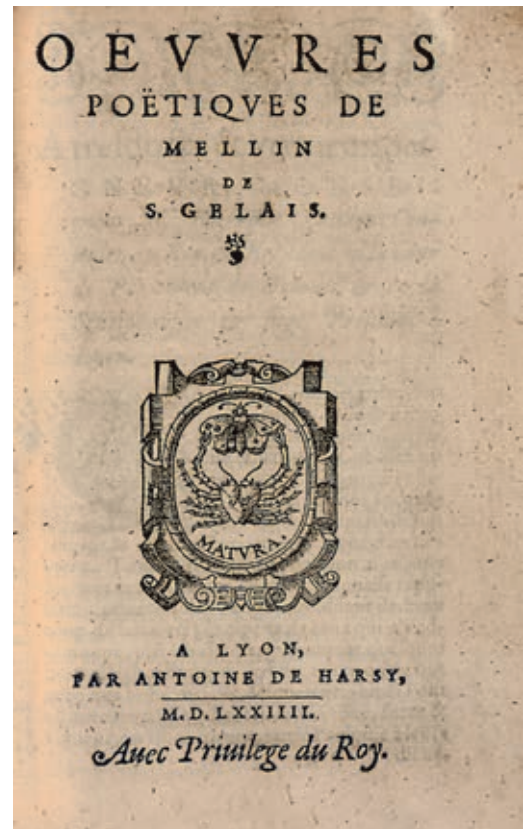 OEVVRES
POËTIQVES DE
MELLIN
DE
S. GELAIS.
MATVRA.
A LYON,
PAR ANTOINE DE HARSY,
M. D. LXXIIII.
Auec Priuilege du Roy.